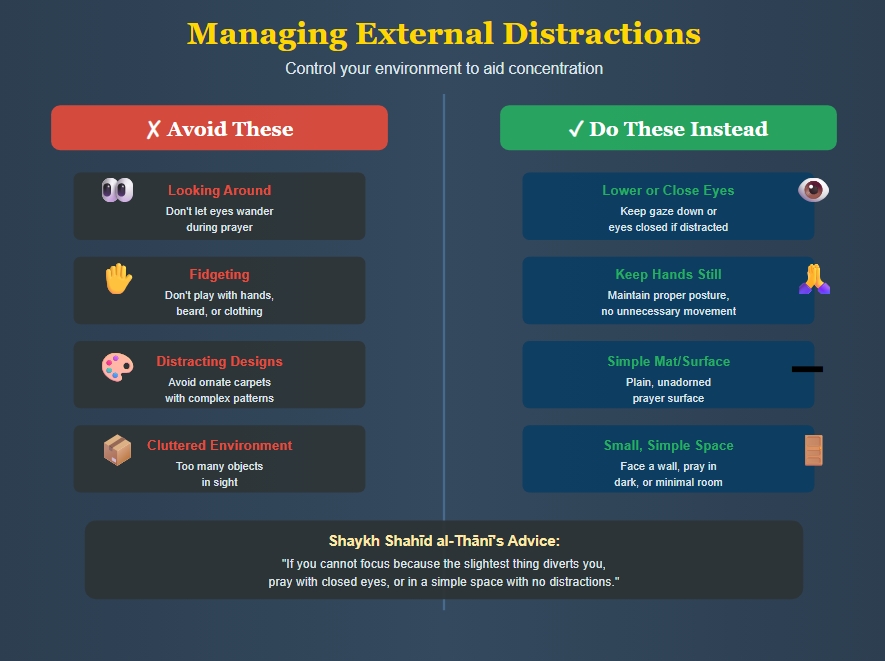 Managing External Distractions
Control your environment to aid concentration
✗ Avoid These
Looking Around
Don't let eyes wander
during prayer
Fidgeting
Don't play with hands,
beard, or clothing
Distracting Designs
Avoid ornate carpets
with complex patterns
Cluttered Environment
Too many objects
in sight
✓ Do These Instead
Lower or Close Eyes
Keep gaze down or
eyes closed if distracted
Keep Hands Still
Maintain proper posture,
no unnecessary movement
Simple Mat/Surface
Plain, unadorned
prayer surface
Small, Simple Space
Face a wall, pray in
dark, or minimal room
Shaykh Shahīd al-Thānī's Advice:
"If you cannot focus because the slightest thing diverts you,
pray with closed eyes, or in a simple space with no distractions."